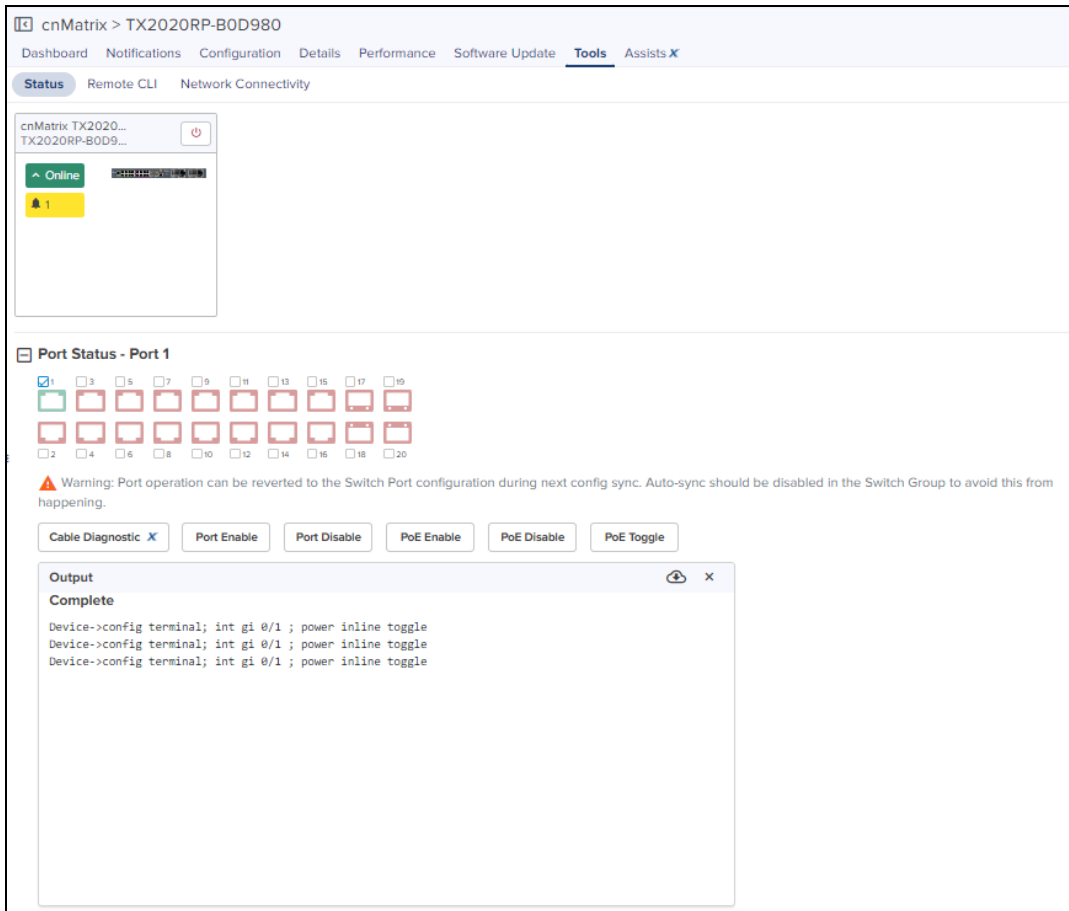 cnMatrix > TX2020RP-B0D980
Dashboard Notifications Configuration Details Performance Software Update Tools Assists X
Status Remote CLI Network Connectivity
cnMatrix TX2020...
TX2020RP-B0D9...
Online
1
Port Status - Port 1
1 3 5 7 9 11 13 15 17 19
2 4 6 8 10 12 14 16 18 20
Warning: Port operation can be reverted to the Switch Port configuration during next config sync. Auto-sync should be disabled in the Switch Group to avoid this from
happening.
Cable Diagnostic X Port Enable Port Disable PoE Enable PoE Disable PoE Toggle
Output
Complete
Device->config terminal; int gi 0/1 ; power inline toggle
Device->config terminal; int gi 0/1 ; power inline toggle
Device->config terminal; int gi 0/1 ; power inline toggle